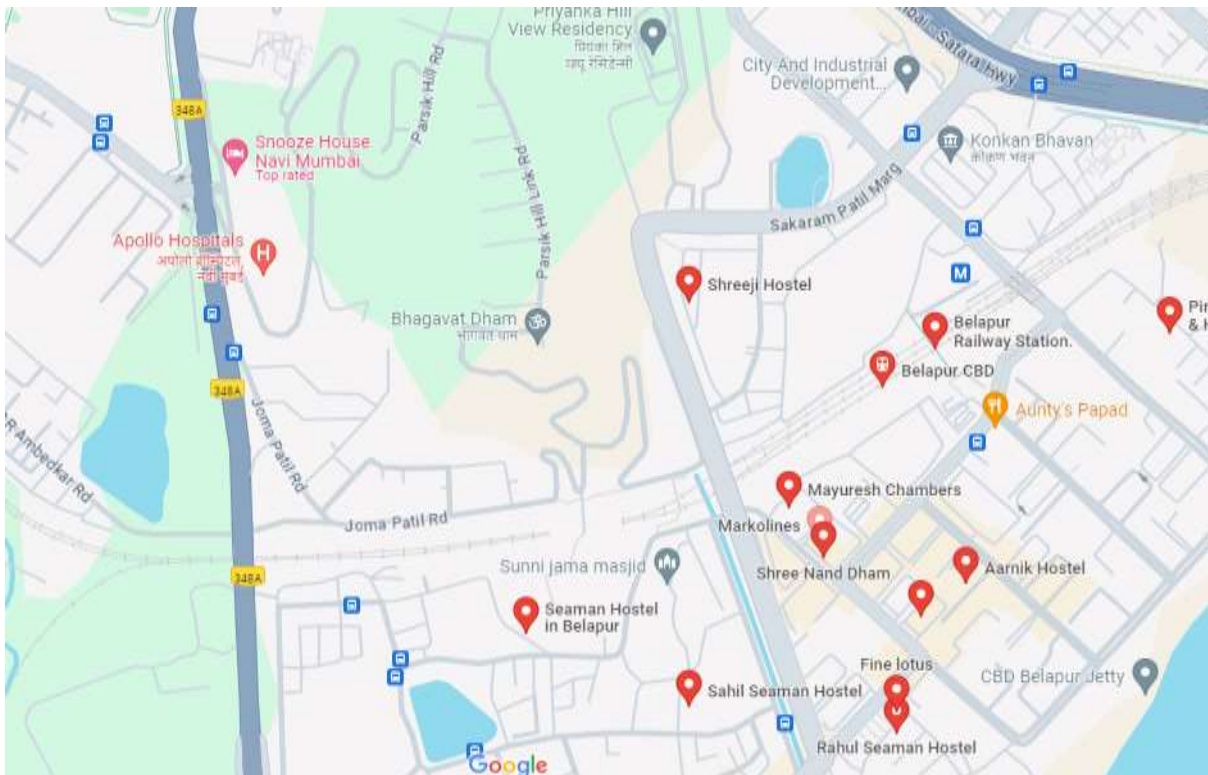 Priyanka Hill
View Residency
प्रियंका हिल
व्ह्यू रेसिडेन्सी
City And Industrial
Development...
Satara Hwy
348A
Parsik Hill Rd
Snooze House
Navi Mumbai
Top rated
Konkan Bhavan
कोकण भवन
Parsik Hill Link Rd
Sakaram Patil Marg
Apollo Hospitals
अपोलो हॉस्पिटल,
नवी मुंबई
M
Shreeji Hostel
Bhagavat Dham
भागवत धाम
Belapur
Railway Station.
Belapur CBD
348A
Joma Patil Rd
Aunty's Papad
R Ambedkar Rd
Mayuresh Chambers
Joma Patil Rd
Markolines
Shree Nand Dham
Sunni jama masjid
Aarnik Hostel
348A
Seaman Hostel
in Belapur
Fine lotus
CBD Belapur Jetty
Sahil Seaman Hostel
Rahul Seaman Hostel
Google